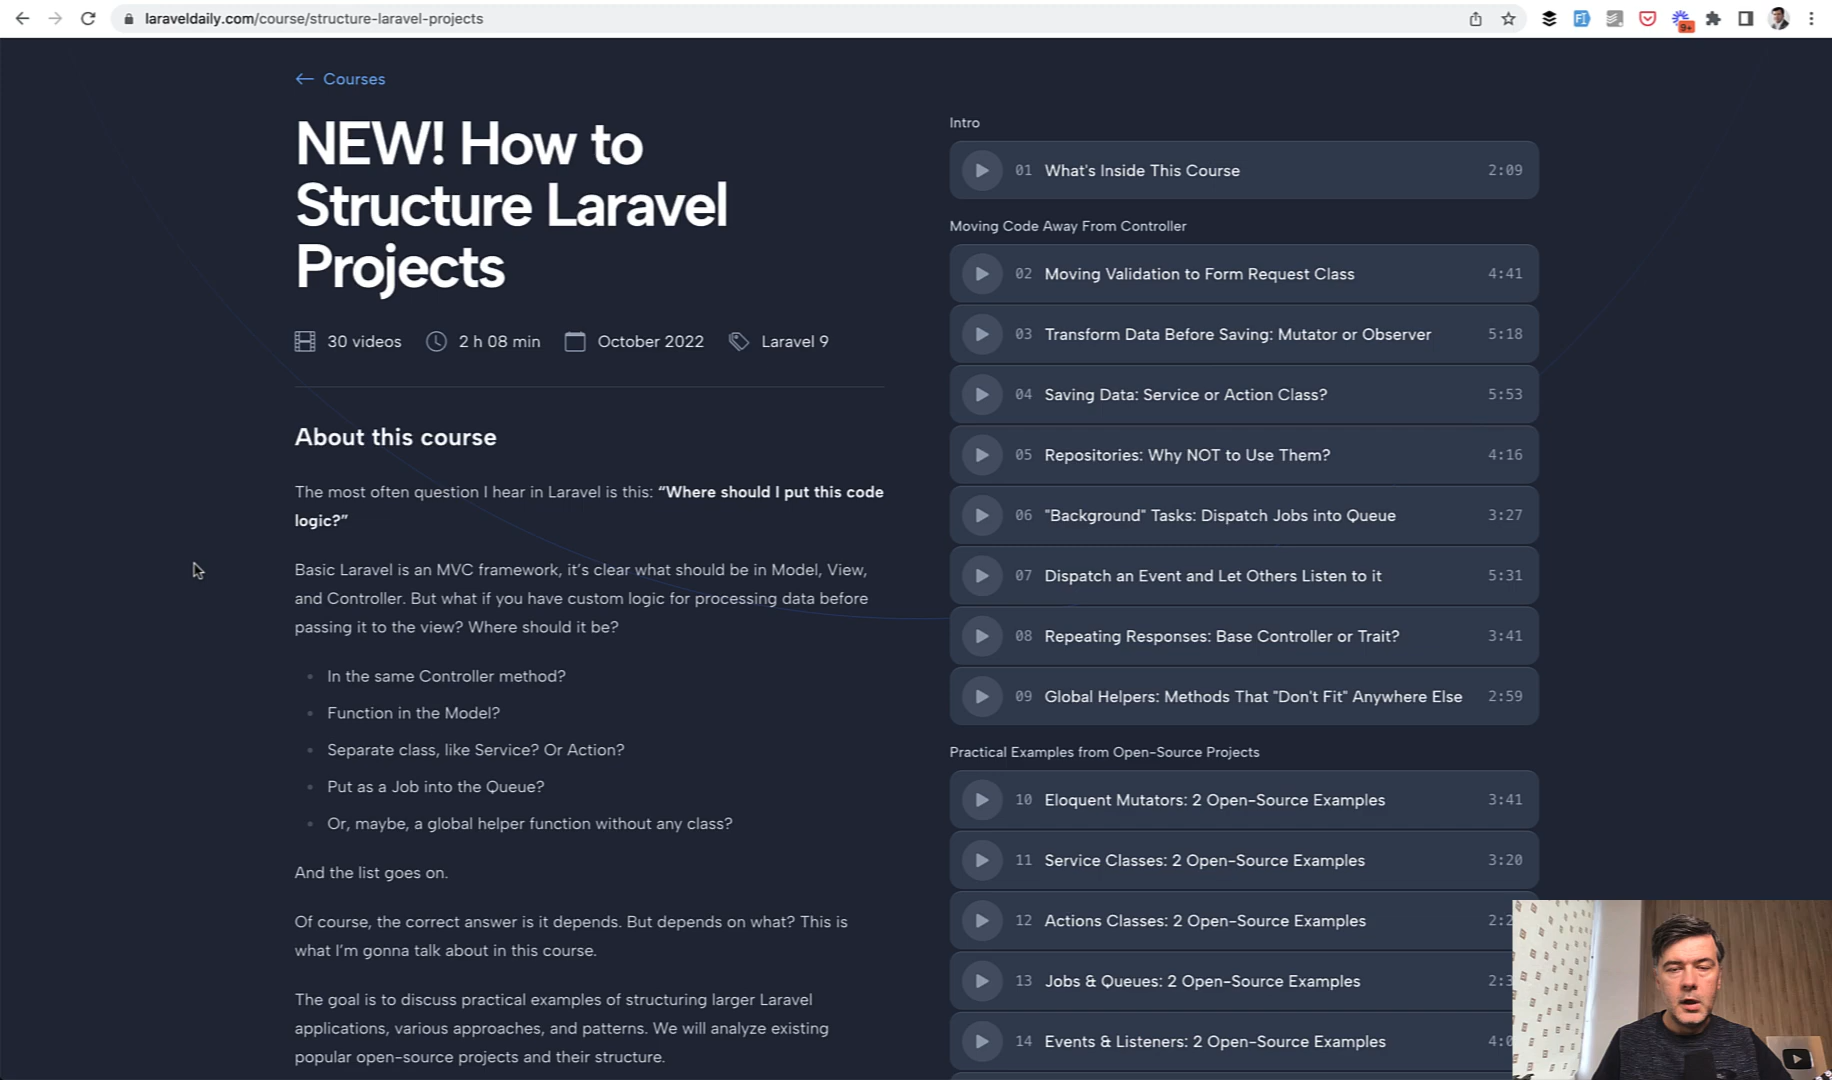 laraveldaily.com/course/structure-laravel-projects
9+
← Courses
NEW! How to
Structure Laravel
Projects
30 videos
2 h 08 min
October 2022
Laravel 9
About this course
The most often question I hear in Laravel is this: “Where should I put this code
logic?”
Basic Laravel is an MVC framework, it’s clear what should be in Model, View,
and Controller. But what if you have custom logic for processing data before
passing it to the view? Where should it be?
In the same Controller method?
Function in the Model?
Separate class, like Service? Or Action?
Put as a Job into the Queue?
Or, maybe, a global helper function without any class?
And the list goes on.
Of course, the correct answer is it depends. But depends on what? This is
what I’m gonna talk about in this course.
The goal is to discuss practical examples of structuring larger Laravel
applications, various approaches, and patterns. We will analyze existing
popular open-source projects and their structure.
Intro
01 What's Inside This Course 2:09
Moving Code Away From Controller
02 Moving Validation to Form Request Class 4:41
03 Transform Data Before Saving: Mutator or Observer 5:18
04 Saving Data: Service or Action Class? 5:53
05 Repositories: Why NOT to Use Them? 4:16
06 "Background" Tasks: Dispatch Jobs into Queue 3:27
07 Dispatch an Event and Let Others Listen to it 5:31
08 Repeating Responses: Base Controller or Trait? 3:41
09 Global Helpers: Methods That "Don't Fit" Anywhere Else 2:59
Practical Examples from Open-Source Projects
10 Eloquent Mutators: 2 Open-Source Examples 3:41
11 Service Classes: 2 Open-Source Examples 3:20
12 Actions Classes: 2 Open-Source Examples
13 Jobs & Queues: 2 Open-Source Examples
14 Events & Listeners: 2 Open-Source Examples